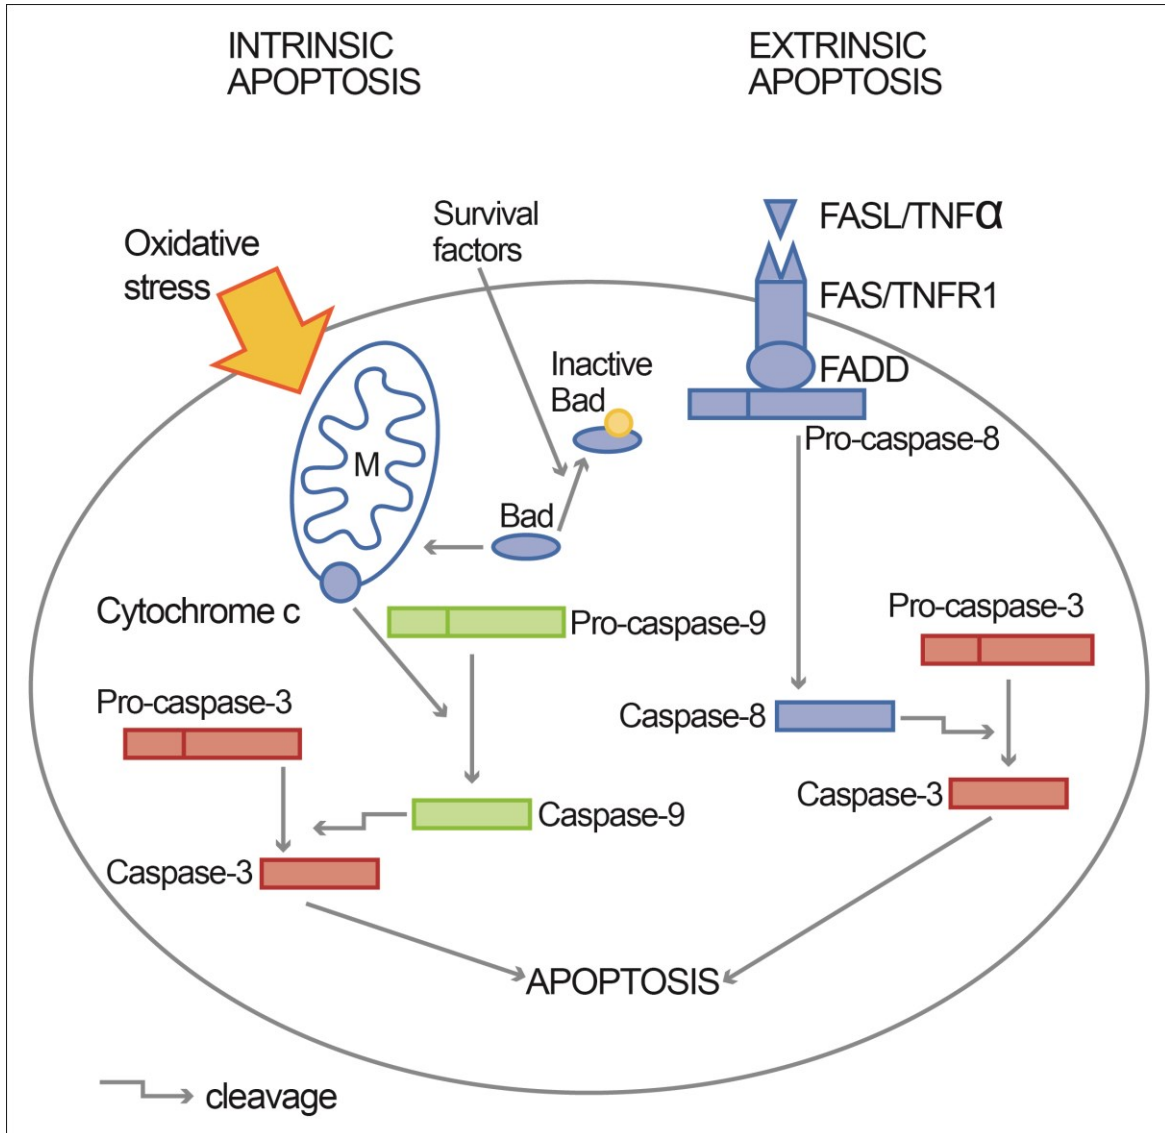 INTRINSIC
APOPTOSIS
EXTRINSIC
APOPTOSIS
Oxidative
stress
Survival
factors
FASL/TNFα
FAS/TNFR1
FADD
Pro-caspase-8
Inactive
Bad
M
Bad
Cytochrome c
Pro-caspase-9
Pro-caspase-3
Pro-caspase-3
Caspase-8
Caspase-3
Caspase-9
Caspase-3
APOPTOSIS
cleavage